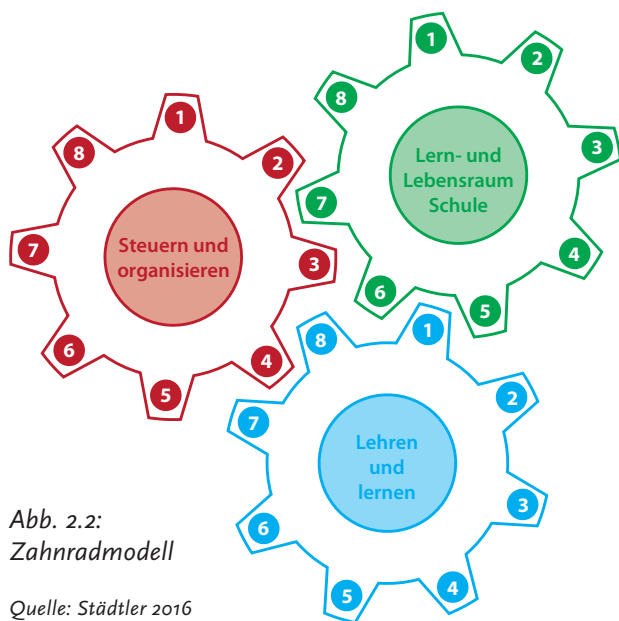 1
2
3
4
5
6
7
8
Lern- und
Lebensraum
Schule
1
2
3
4
5
6
7
8
Steuern und
organisieren
1
2
3
4
5
6
7
8
Lehren
und
lernen
Abb. 2.2:
Zahnradmodell
Quelle: Städtler 2016